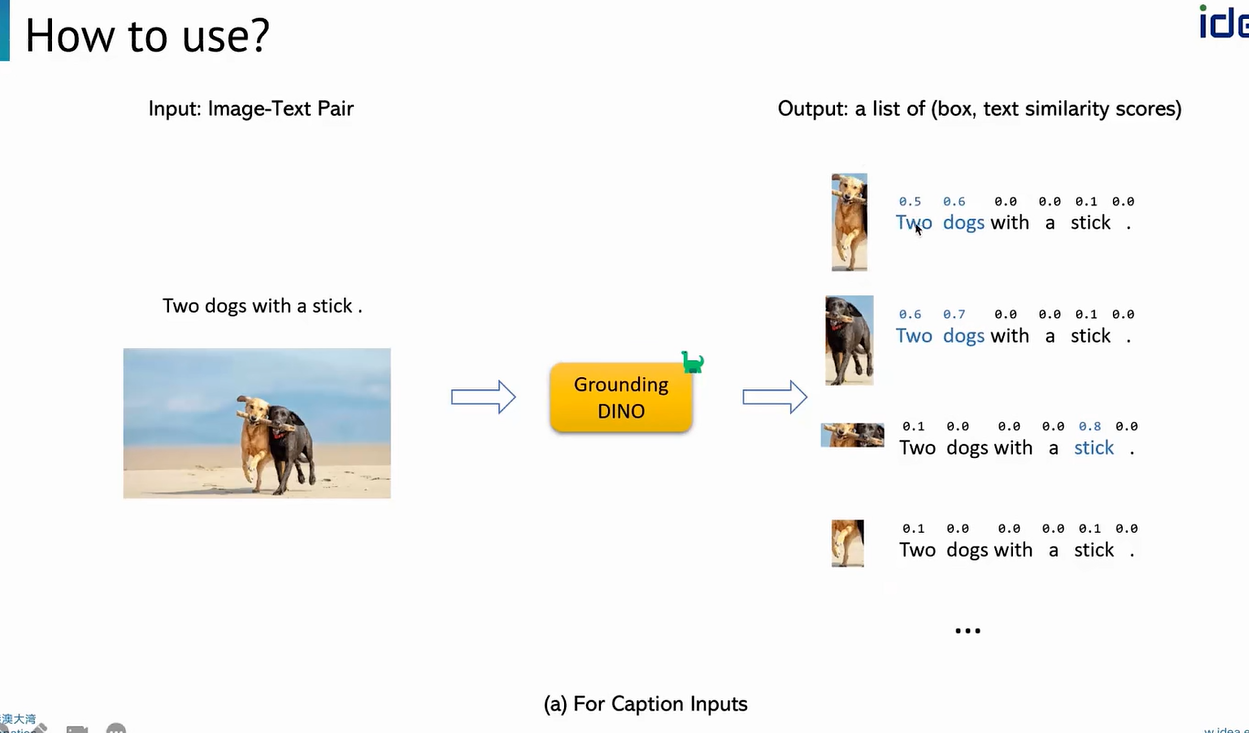 How to use?
Input: Image-Text Pair
Output: a list of (box, text similarity scores)
0.5 0.6 0.0 0.0 0.1 0.0
Two dogs with a stick .
0.6 0.7 0.0 0.0 0.1 0.0
Two dogs with a stick .
Two dogs with a stick .
Grounding
DINO
0.1 0.0 0.0 0.0 0.8 0.0
Two dogs with a stick .
0.1 0.0 0.0 0.0 0.1 0.0
Two dogs with a stick .
...
(a) For Caption Inputs
澳大湾